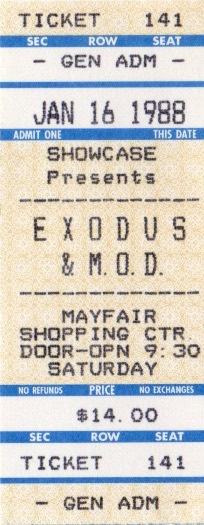 TICKET 141
SEC ROW SEAT
- GEN ADM -
JAN 16 1988
ADMIT ONE THIS DATE
SHOWCASE
Presents
EXODUS
& M.O.D.
MAYFAIR
SHOPPING CTR.
DOOR-OPN 9:30
SATURDAY
NO REFUNDS PRICE NO EXCHANGES
$14.00
SEC ROW SEAT
TICKET 141
- GEN ADM -